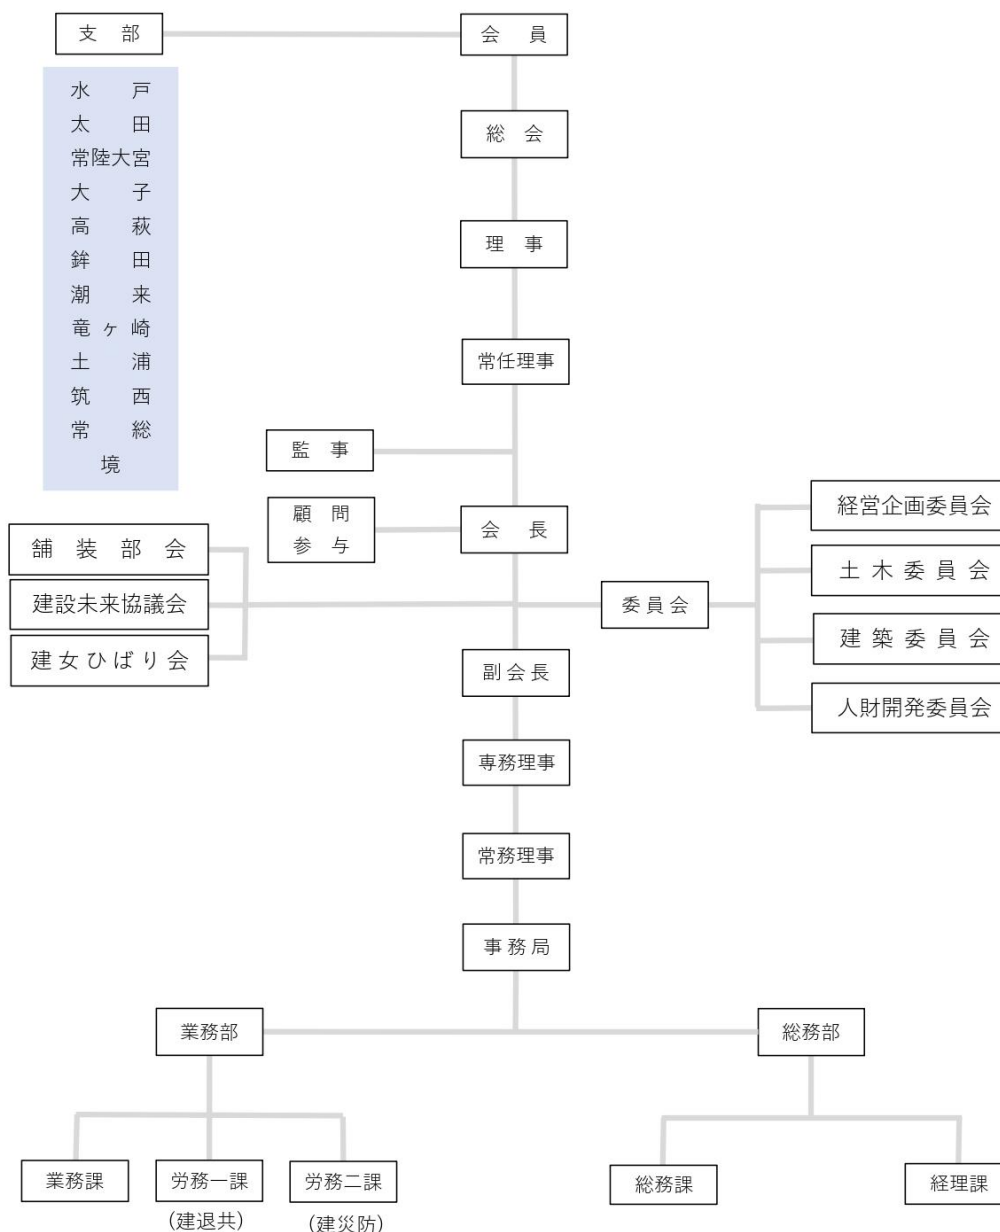 支部
会員
水戸
太田
常陸大宮
大子
高萩
鉾田
潮来
竜ヶ崎
土浦
筑西
常総
境
総会
理事
常任理事
監事
顧問
参与
会長
舗装部会
建設未来協議会
建女ひばり会
委員会
経営企画委員会
土木委員会
建築委員会
人財開発委員会
副会長
専務理事
常務理事
事務局
業務部
総務部
業務課
労務一課
(建退共)
労務二課
(建災防)
総務課
経理課